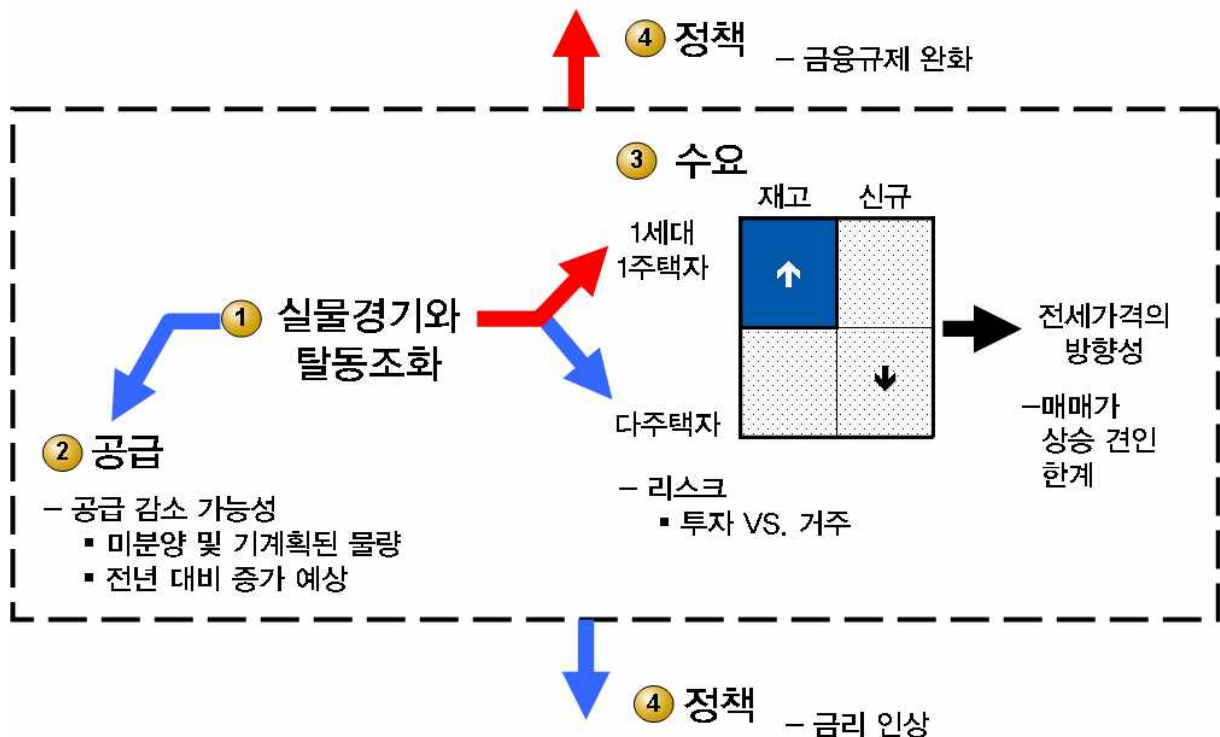 ④ 정책
– 금융규제 완화
③ 수요
재고 신규
1세대
1주택자
① 실물경기와
탈동조화
전세가격의
방향성
다주택자
–매매가
상승 견인
한계
② 공급
– 공급 감소 가능성
▪ 미분양 및 기계획된 물량
▪ 전년 대비 증가 예상
– 리스크
▪ 투자 VS. 거주
④ 정책
– 금리 인상